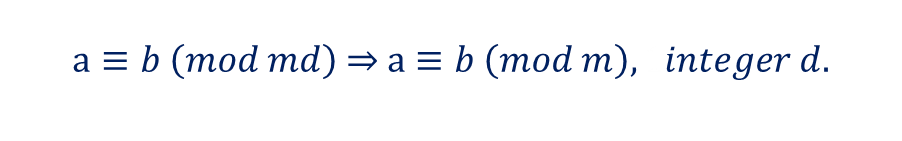 a ≡ b (mod md) ⇒ a ≡ b (mod m), integer d.